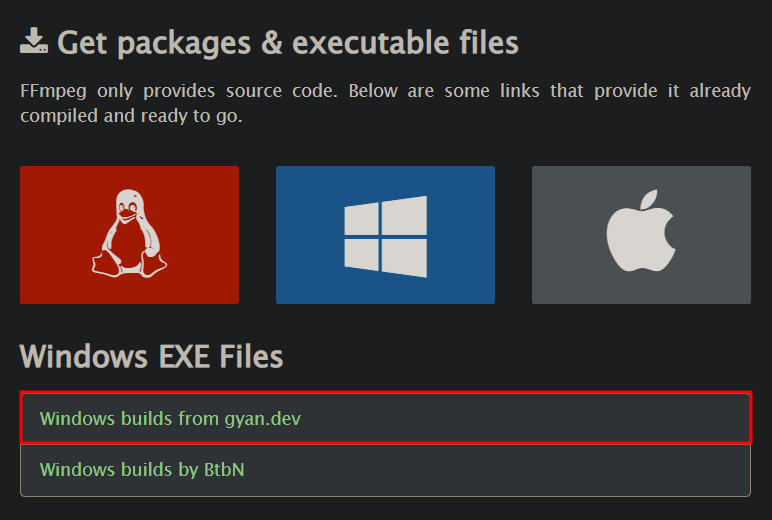 Get packages & executable files
FFmpeg only provides source code. Below are some links that provide it already
compiled and ready to go.
Windows EXE Files
Windows builds from gyan.dev
Windows builds by BtbN